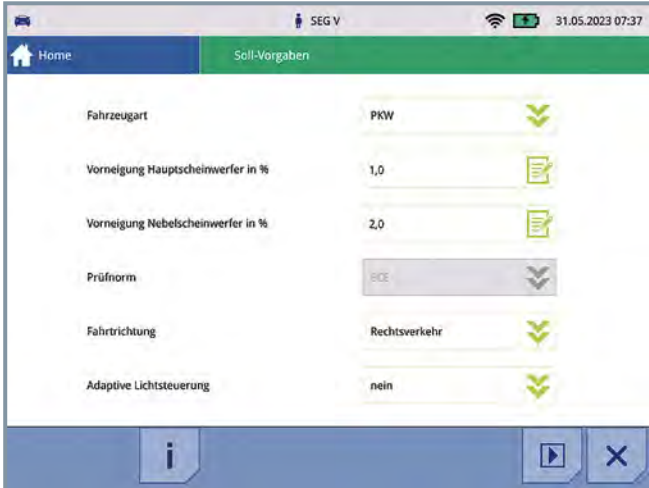 SEG V
31.05.2023 07:37
Home
Soll-Vorgaben
Fahrzeugart
PKW
Vorneigung Hauptscheinwerfer in %
1,0
Vorneigung Nebelscheinwerfer in %
2,0
Prüfnorm
ECE
Fahrtrichtung
Rechtsverkehr
Adaptive Lichtsteuerung
nein
i